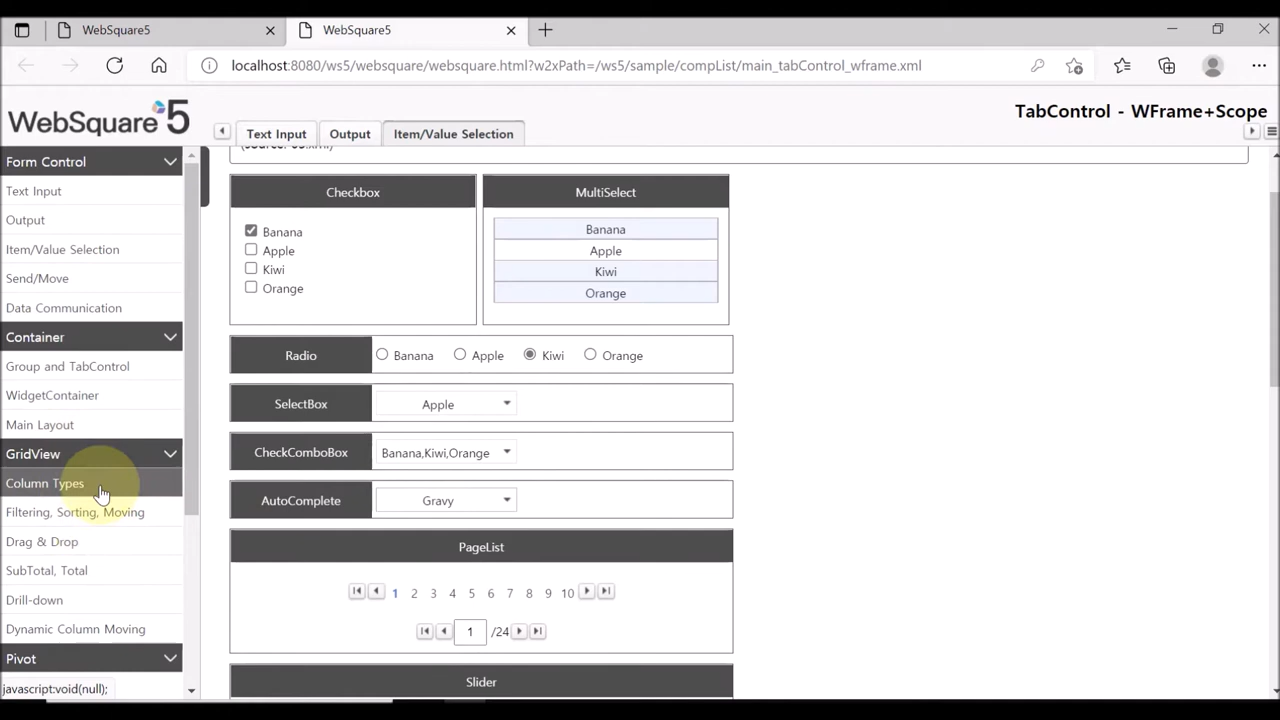 WebSquare5
WebSquare5
localhost:8080/ws5/websquare/websquare.html?w2xPath=/ws5/sample/compList/main_tabControl_wframe.xml
WebSquare 5
Text Input
Output
Item/Value Selection
TabControl - WFrame+Scope
Form Control
Text Input
Output
Item/Value Selection
Send/Move
Data Communication
Container
Group and TabControl
WidgetContainer
Main Layout
GridView
Column Types
Filtering, Sorting, Moving
Drag & Drop
SubTotal, Total
Drill-down
Dynamic Column Moving
Pivot
javascript:void(null);
Checkbox
Banana
Apple
Kiwi
Orange
MultiSelect
Banana
Apple
Kiwi
Orange
Radio
Banana
Apple
Kiwi
Orange
SelectBox
Apple
CheckComboBox
Banana,Kiwi,Orange
AutoComplete
Gravy
PageList
1 2 3 4 5 6 7 8 9 10
1 /24
Slider